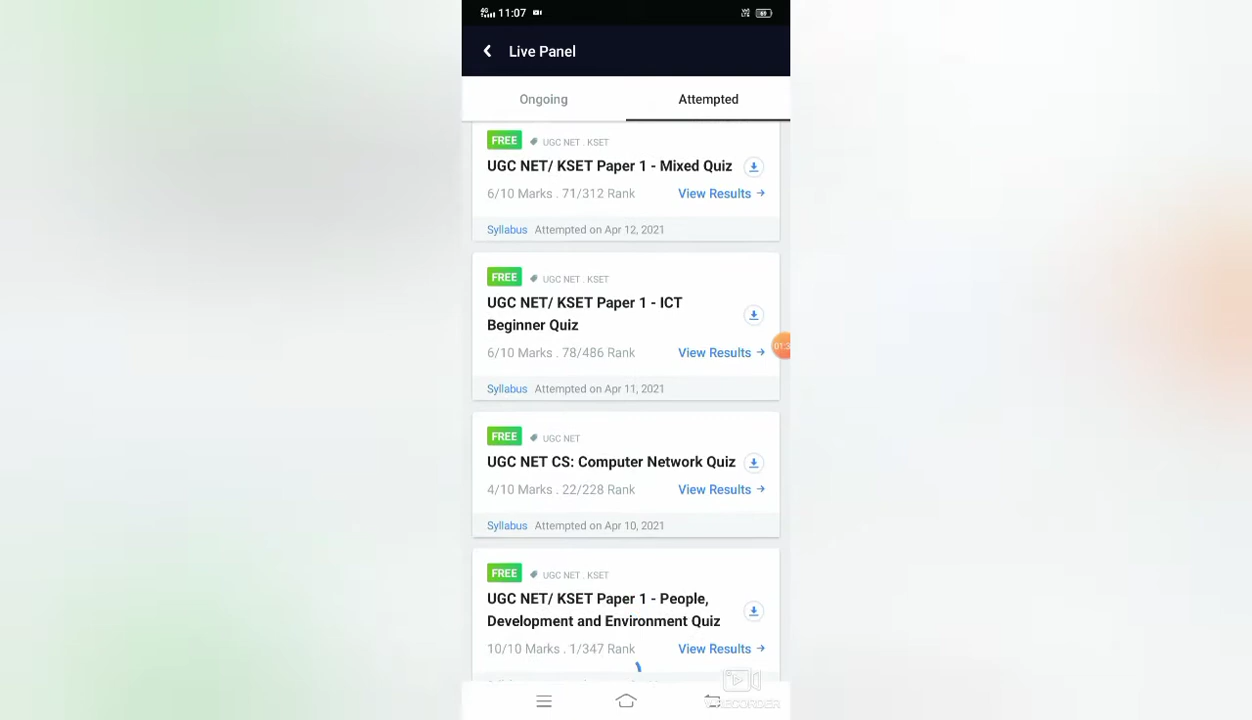 4G 11:07 69
Live Panel
Ongoing Attempted
FREE UGC NET . KSET
UGC NET/ KSET Paper 1 - Mixed Quiz
6/10 Marks . 71/312 Rank View Results →
Syllabus Attempted on Apr 12, 2021
FREE UGC NET . KSET
UGC NET/ KSET Paper 1 - ICT
Beginner Quiz
6/10 Marks . 78/486 Rank View Results →
Syllabus Attempted on Apr 11, 2021
FREE UGC NET
UGC NET CS: Computer Network Quiz
4/10 Marks . 22/228 Rank View Results →
Syllabus Attempted on Apr 10, 2021
FREE UGC NET . KSET
UGC NET/ KSET Paper 1 - People,
Development and Environment Quiz
10/10 Marks . 1/347 Rank View Results →